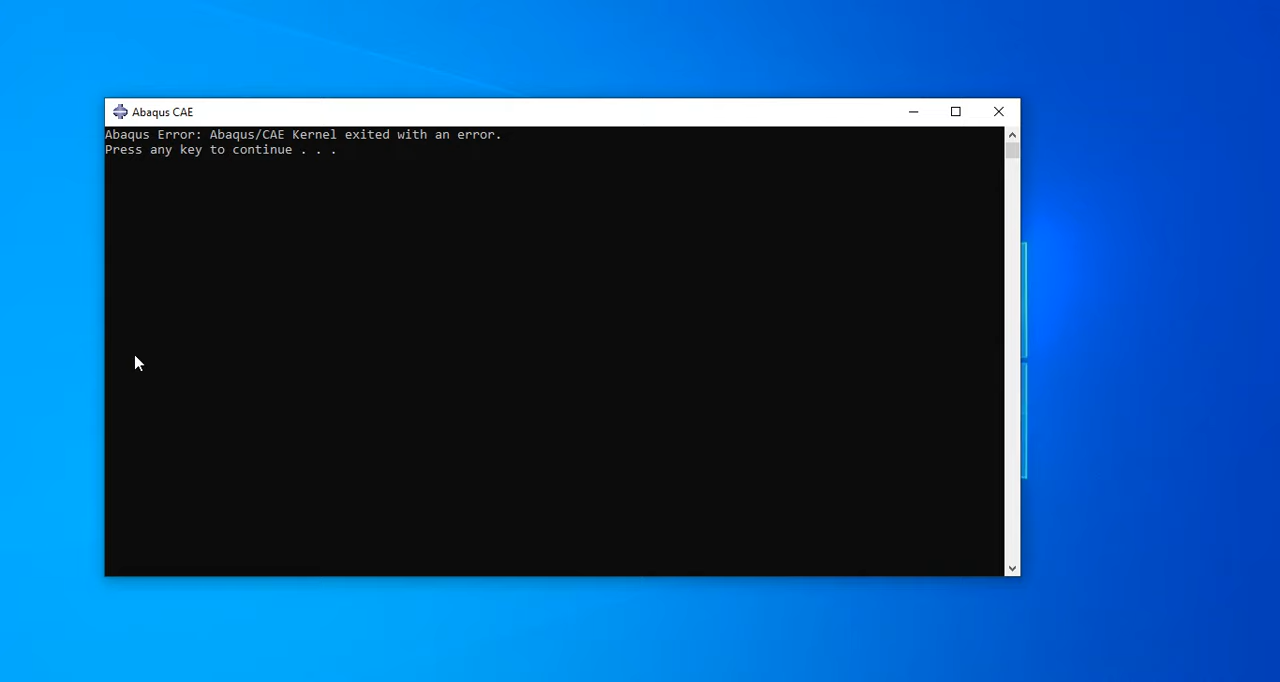 Abaqus CAE
Abaqus Error: Abaqus/CAE Kernel exited with an error.
Press any key to continue . . .